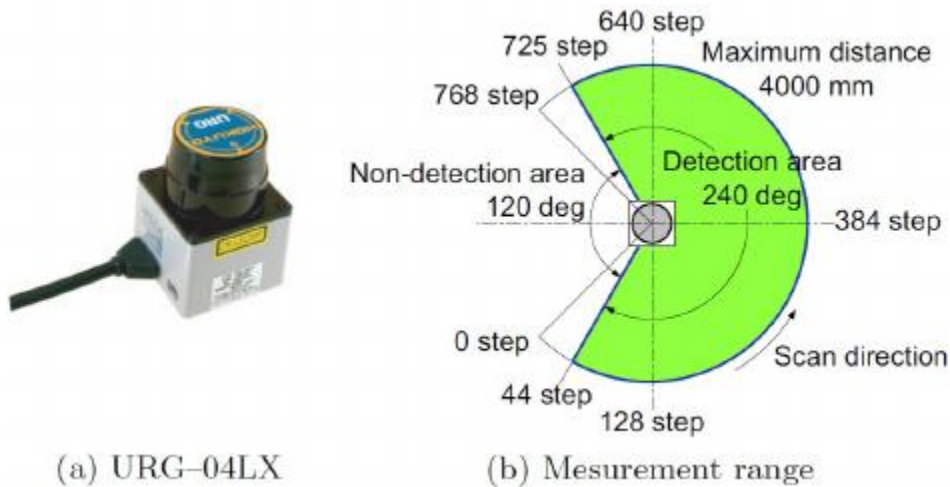 URG
640 step
725 step
Maximum distance
4000 mm
768 step
Non-detection area
120 deg
Detection area
240 deg
384 step
0 step
44 step
128 step
Scan direction
(a) URG–04LX
(b) Mesurement range